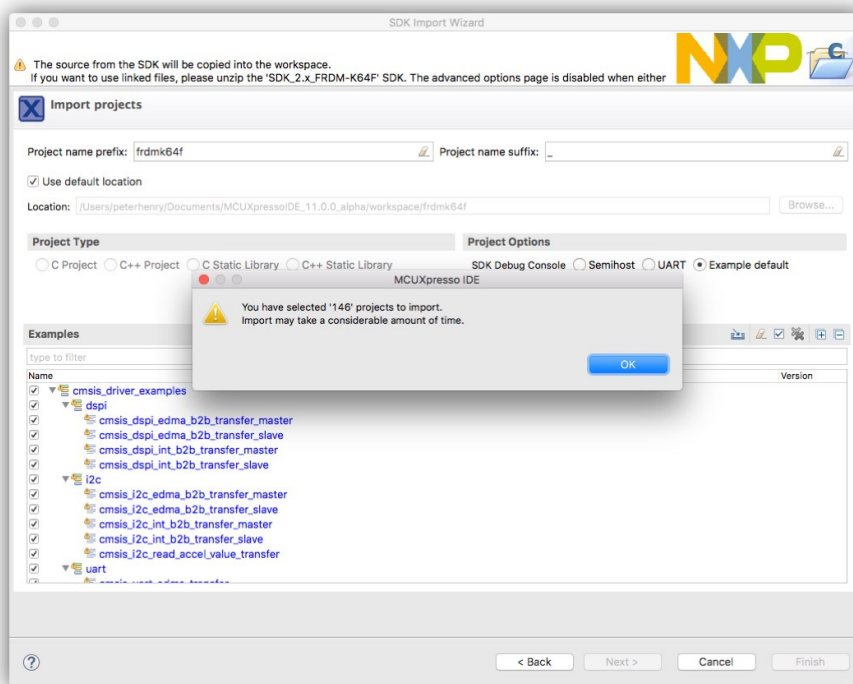 SDK Import Wizard
The source from the SDK will be copied into the workspace.
If you want to use linked files, please unzip the 'SDK_2.x_FRDM-K64F' SDK. The advanced options page is disabled when either
NXP
C
Import projects
Project name prefix: frdmk64f Project name suffix: _
Use default location
Location: /Users/peterhenry/Documents/MCUXpressoIDE_11.0.0_alpha/workspace/frdmk64f Browse...
Project Type Project Options
C Project C++ Project C Static Library C++ Static Library SDK Debug Console Semihost UART Example default
MCUXpresso IDE
You have selected '146' projects to import.
Import may take a considerable amount of time.
OK
Examples
type to filter
Name Version
cmsis_driver_examples
dspi
cmsis_dspi_edma_b2b_transfer_master
cmsis_dspi_edma_b2b_transfer_slave
cmsis_dspi_int_b2b_transfer_master
cmsis_dspi_int_b2b_transfer_slave
i2c
cmsis_i2c_edma_b2b_transfer_master
cmsis_i2c_edma_b2b_transfer_slave
cmsis_i2c_int_b2b_transfer_master
cmsis_i2c_int_b2b_transfer_slave
cmsis_i2c_read_accel_value_transfer
uart
cmsis_uart_edma_transfer
? < Back Next > Cancel Finish